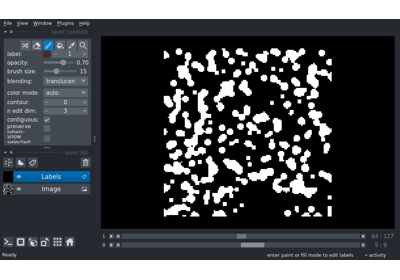 File View Window Plugins Help
layer controls
label: 1
opacity: 0.70
brush size: 15
blending: translucen
color mode: auto
contour: 0
n edit dim: 3
contiguous:
preserve labels:
show selected:
layer list
Labels
Image
1 64 127
0 5 9
Ready enter paint or fill mode to edit labels activity